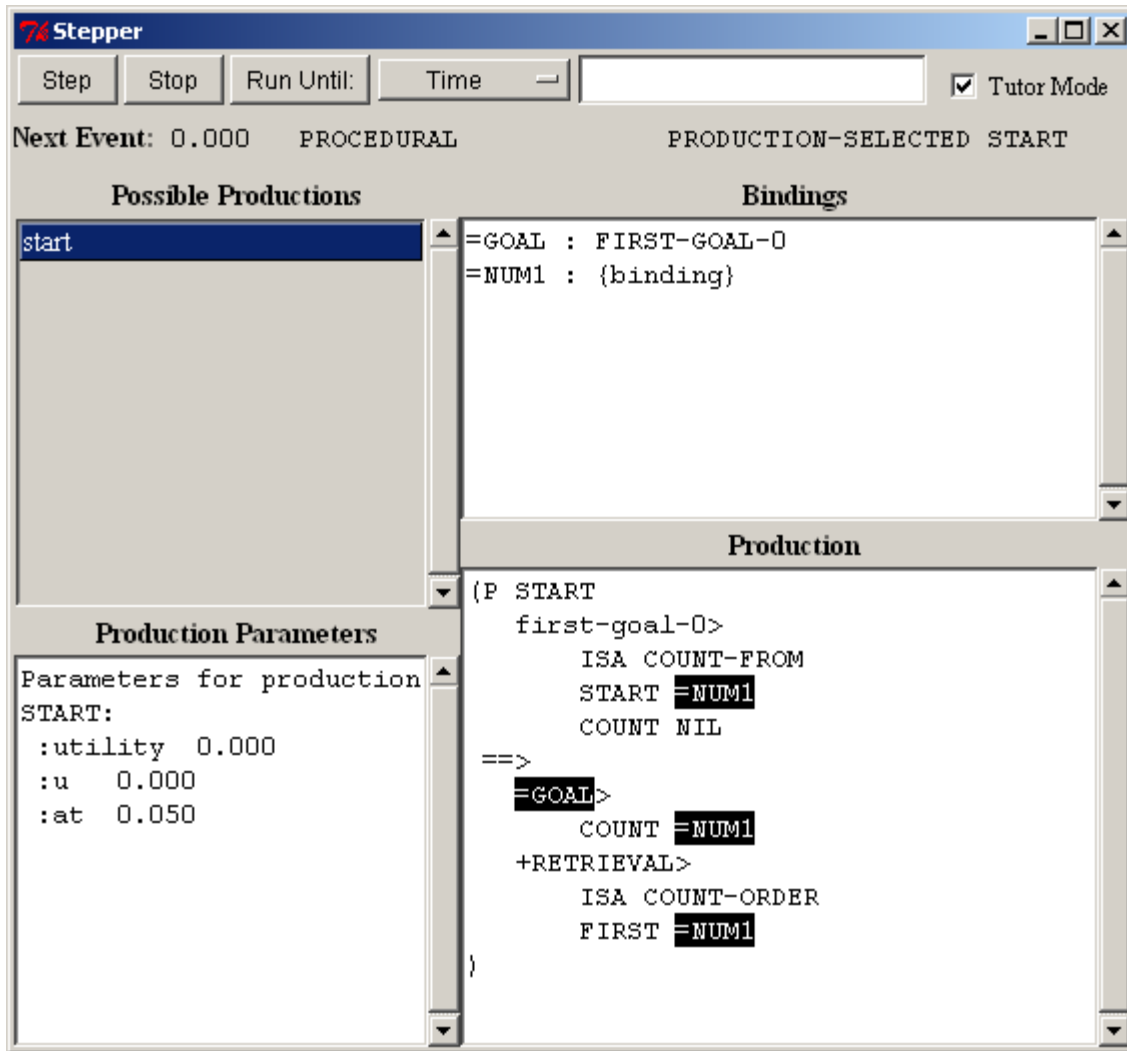 Stepper
Step Stop Run Until: Time Tutor Mode
Next Event: 0.000 PROCEDURAL PRODUCTION-SELECTED START
Possible Productions
start
Bindings
=GOAL : FIRST-GOAL-0
=NUM1 : {binding}
Production Parameters
Parameters for production
START:
:utility 0.000
:u 0.000
:at 0.050
Production
(P START
first-goal-0>
ISA COUNT-FROM
START =NUM1
COUNT NIL
==>
=GOAL>
COUNT =NUM1
+RETRIEVAL>
ISA COUNT-ORDER
FIRST =NUM1
)